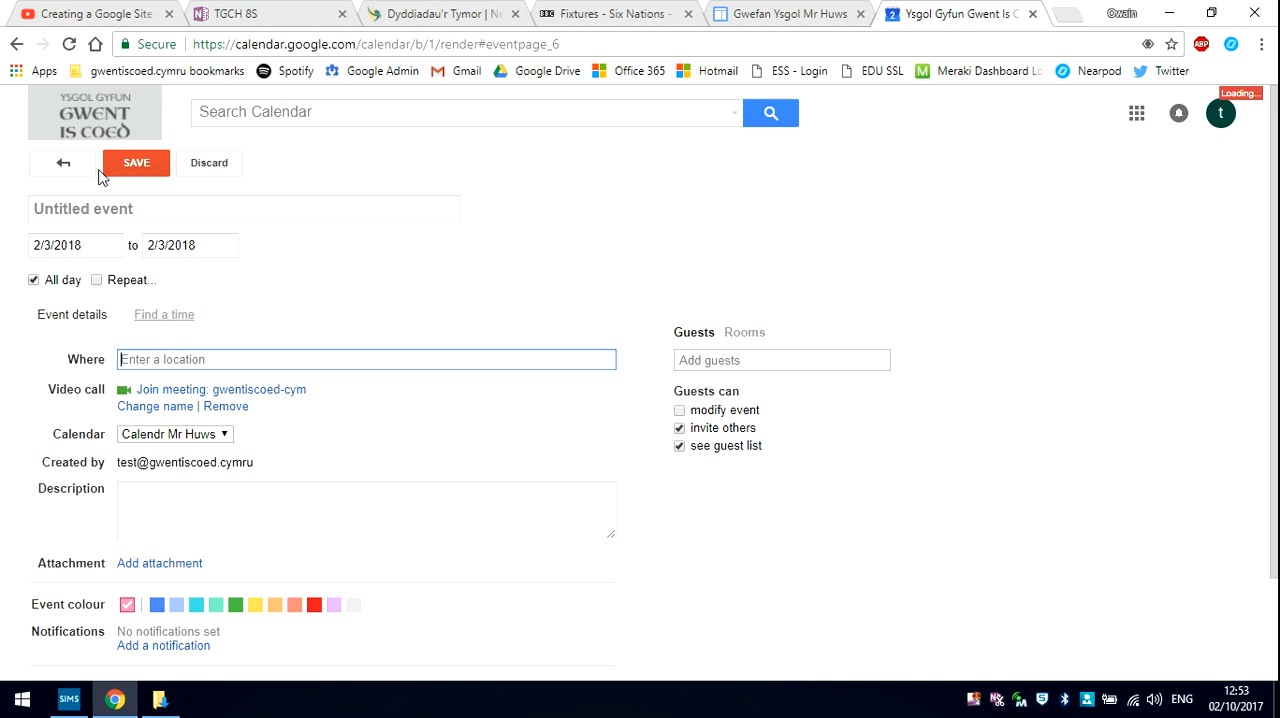 Creating a Google Site
TGCH 8S
Dyddiadau'r Tymor | Ne
BBC Fixtures - Six Nations -
Gwefan Ysgol Mr Huws
2 Ysgol Gyfun Gwent Is C
Owain
Secure
https://calendar.google.com/calendar/b/1/render#eventpage_6
ABP
Apps
gwentiscoed.cymru bookmarks
Spotify
Google Admin
Gmail
Google Drive
Office 365
Hotmail
ESS - Login
EDU SSL
Meraki Dashboard Lo
Nearpod
Twitter
Loading...
YSGOL GYFUN
GWENT
IS COED
Search Calendar
t
SAVE
Discard
Untitled event
2/3/2018 to 2/3/2018
All day
Repeat...
Event details
Find a time
Guests
Rooms
Where
Enter a location
Add guests
Video call
Join meeting: gwentiscoed-cym
Guests can
Change name | Remove
modify event
invite others
Calendar
Calendr Mr Huws
see guest list
Created by
test@gwentiscoed.cymru
Description
Attachment
Add attachment
Event colour
Notifications
No notifications set
Add a notification
SIMS
ENG
12:53
02/10/2017